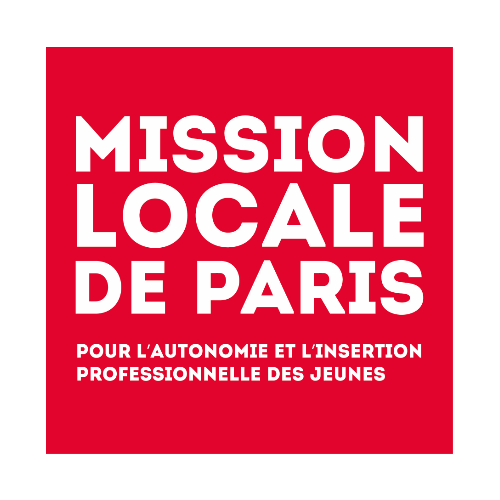 MISSION
LOCALE
DE PARIS
POUR L'AUTONOMIE ET L'INSERTION
PROFESSIONNELLE DES JEUNES